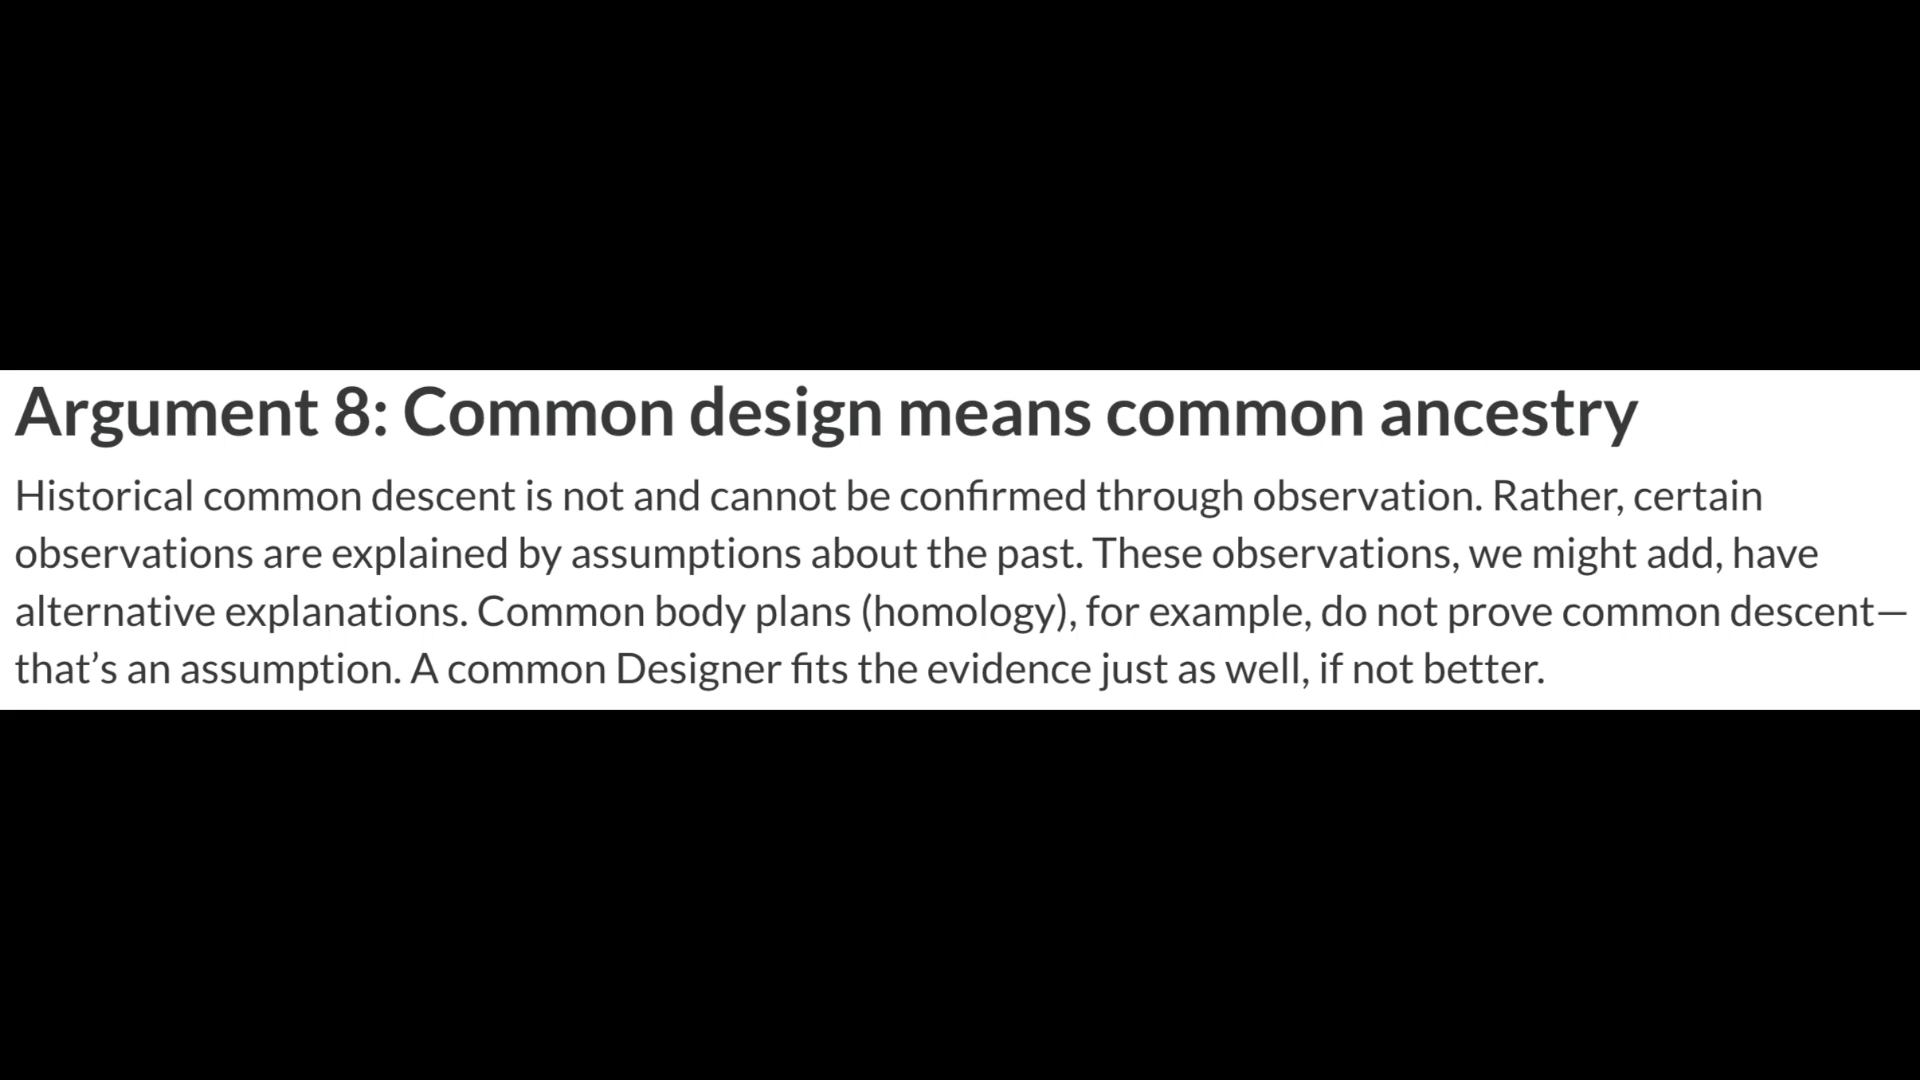 Argument 8: Common design means common ancestry
Historical common descent is not and cannot be confirmed through observation. Rather, certain
observations are explained by assumptions about the past. These observations, we might add, have
alternative explanations. Common body plans (homology), for example, do not prove common descent—
that’s an assumption. A common Designer fits the evidence just as well, if not better.